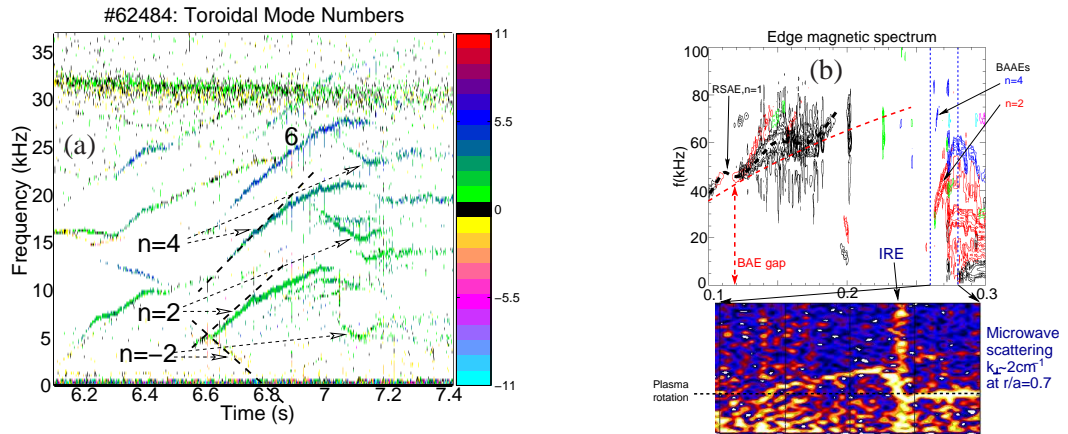 #62484: Toroidal Mode Numbers
Frequency (kHz)
35
30
25
20
15
10
5
0
(a)
6
n=4
n=2
n=−2
6.2
6.4
6.6
6.8
7
7.2
7.4
Time (s)
11
5.5
0
−5.5
−11
Edge magnetic spectrum
(b)
f(kHz)
100
80
60
40
20
0
RSAE,n=1
BAAEs
n=4
n=2
BAE gap
IRE
0.1
0.2
0.3
Plasma
rotation
Microwave
scattering
k⊥~2cm-1
at r/a=0.7